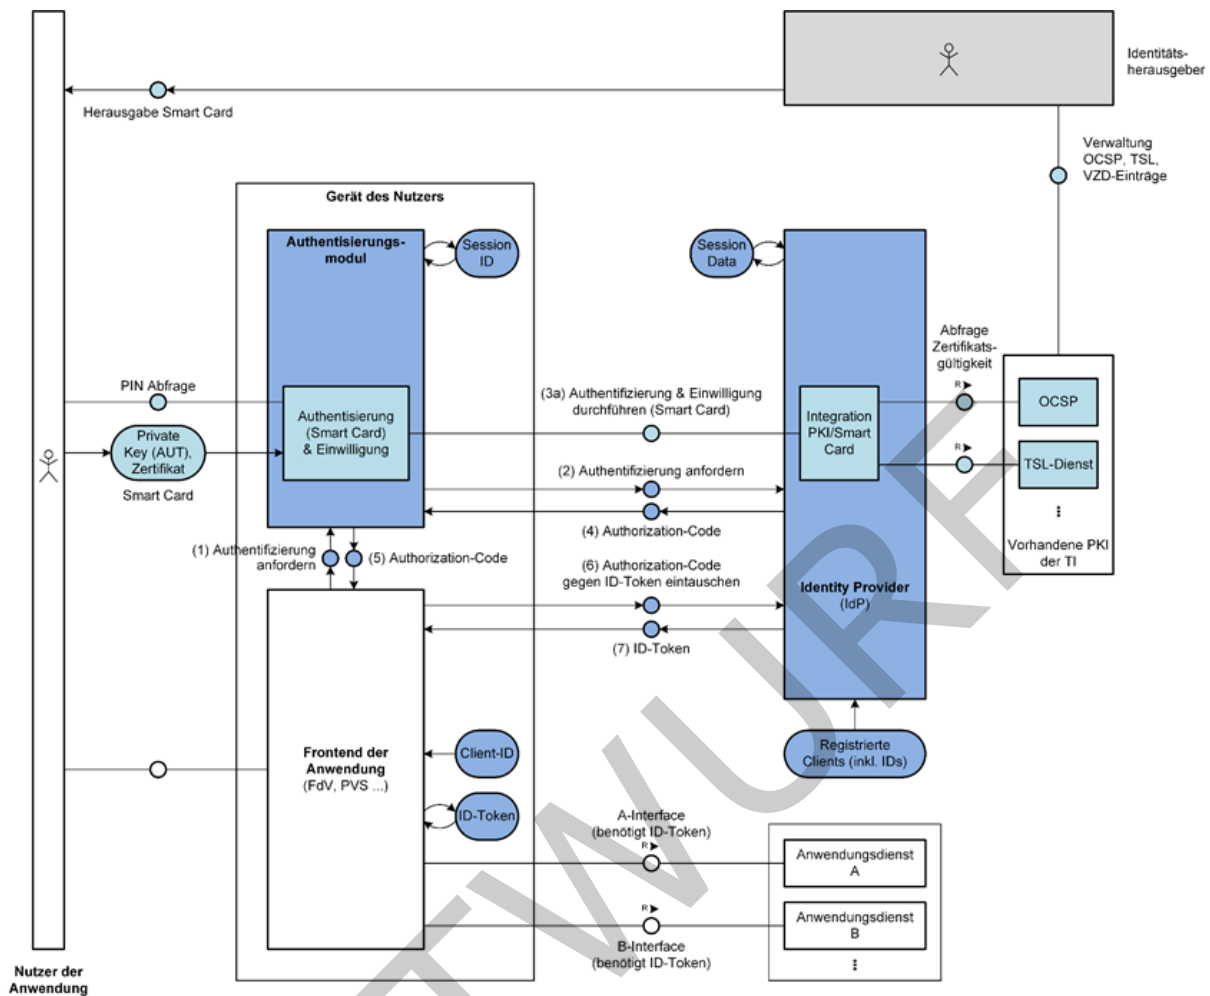 Identitäts-
herausgeber
Herausgabe Smart Card
Verwaltung
OCSP, TSL,
VZD-Einträge
Gerät des Nutzers
Authentisierungs-
modul
Session
ID
Session
Data
Abfrage
Zertifikats-
gültigkeit
PIN Abfrage
(3a) Authentifizierung & Einwilligung
durchführen (Smart Card)
R
OCSP
Authentisierung
(Smart Card)
& Einwilligung
Integration
PKI/Smart
Card
Private
Key (AUT),
Zertifikat
Smart Card
R
TSL-Dienst
(2) Authentifizierung anfordern
(4) Authorization-Code
Vorhandene PKI
der TI
(1) Authentifizierung
anfordern
(5) Authorization-Code
(6) Authorization-Code
gegen ID-Token eintauschen
Identity Provider
(IdP)
(7) ID-Token
Frontend der
Anwendung
(FdV, PVS ...)
Client-ID
Registrierte
Clients (inkl. IDs)
ID-Token
A-Interface
(benötigt ID-Token)
R
Anwendungsdienst
A
R
B-Interface
(benötigt ID-Token)
Anwendungsdienst
B
Nutzer der
Anwendung
TWURF